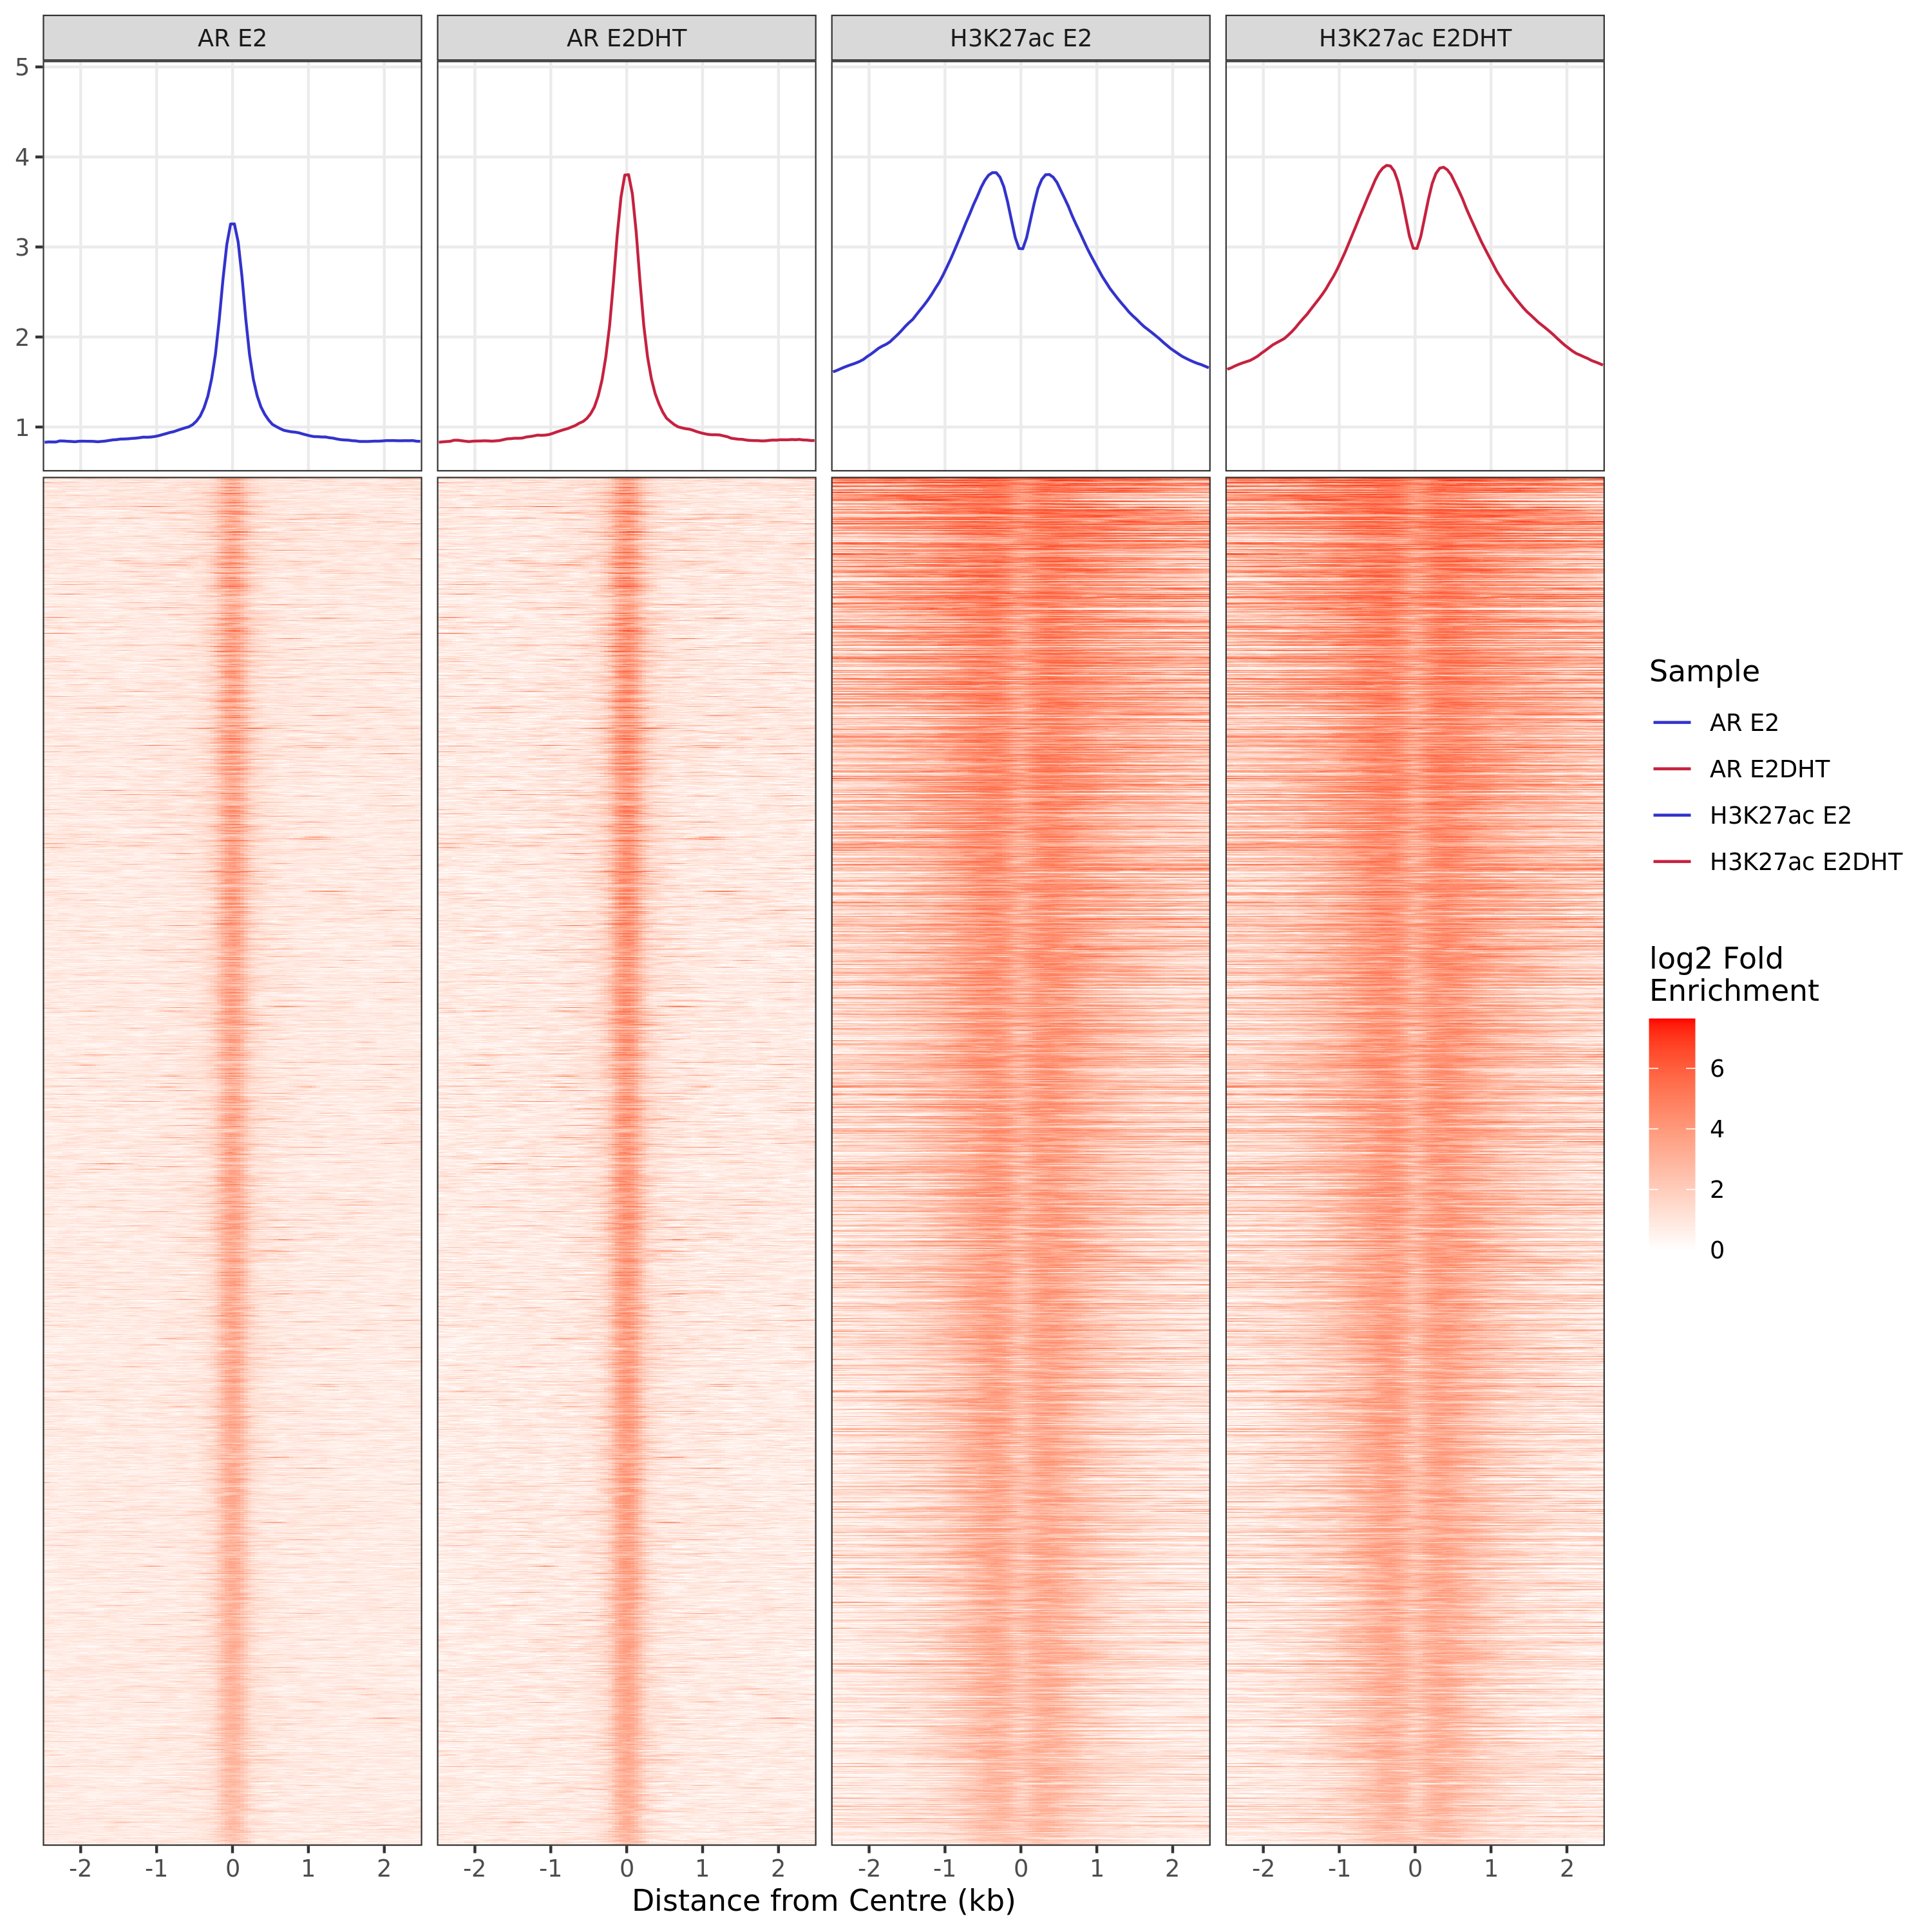 AR E2
AR E2DHT
H3K27ac E2
H3K27ac E2DHT
5
4
3
2
1
Sample
AR E2
AR E2DHT
H3K27ac E2
H3K27ac E2DHT
log2 Fold
Enrichment
6
4
2
0
-2 -1 0 1 2
-2 -1 0 1 2
-2 -1 0 1 2
-2 -1 0 1 2
Distance from Centre (kb)